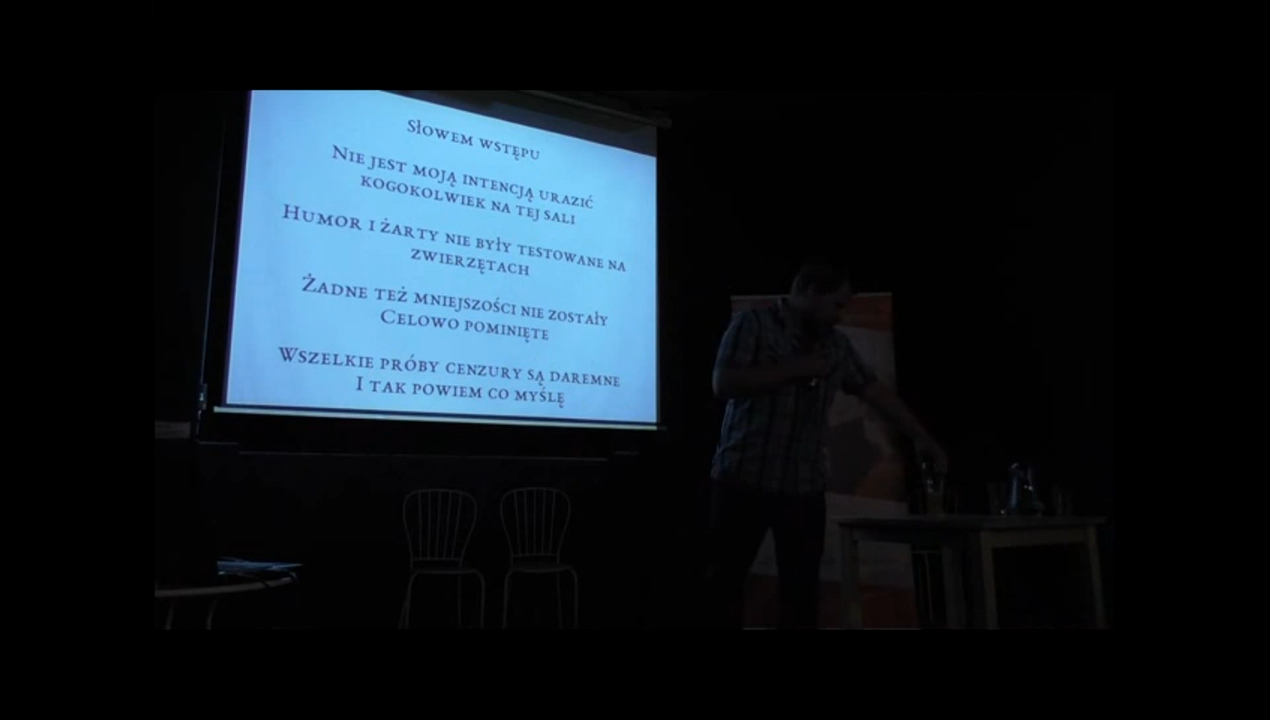 Słowem wstępu
Nie jest moją intencją urazić
kogokolwiek na tej sali
Humor i żarty nie były testowane na
zwierzętach
Żadne też mniejszości nie zostały
Celowo pominięte
Wszelkie próby cenzury są daremne
I tak powiem co myślę